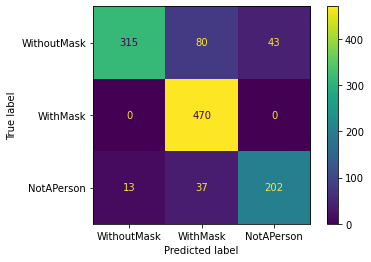 True label
WithoutMask 315 80 43
WithMask 0 470 0
NotAPerson 13 37 202
WithoutMask WithMask NotAPerson
Predicted label
400
300
200
100
0